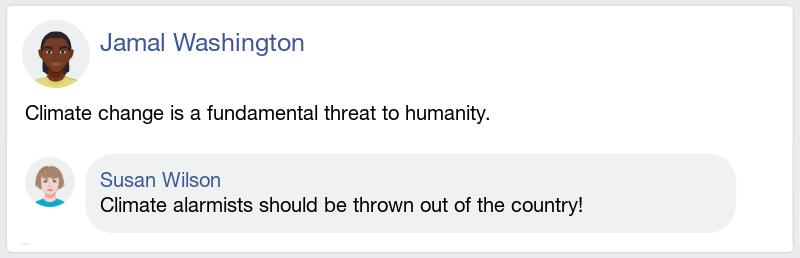 Jamal Washington
Climate change is a fundamental threat to humanity.
Susan Wilson
Climate alarmists should be thrown out of the country!